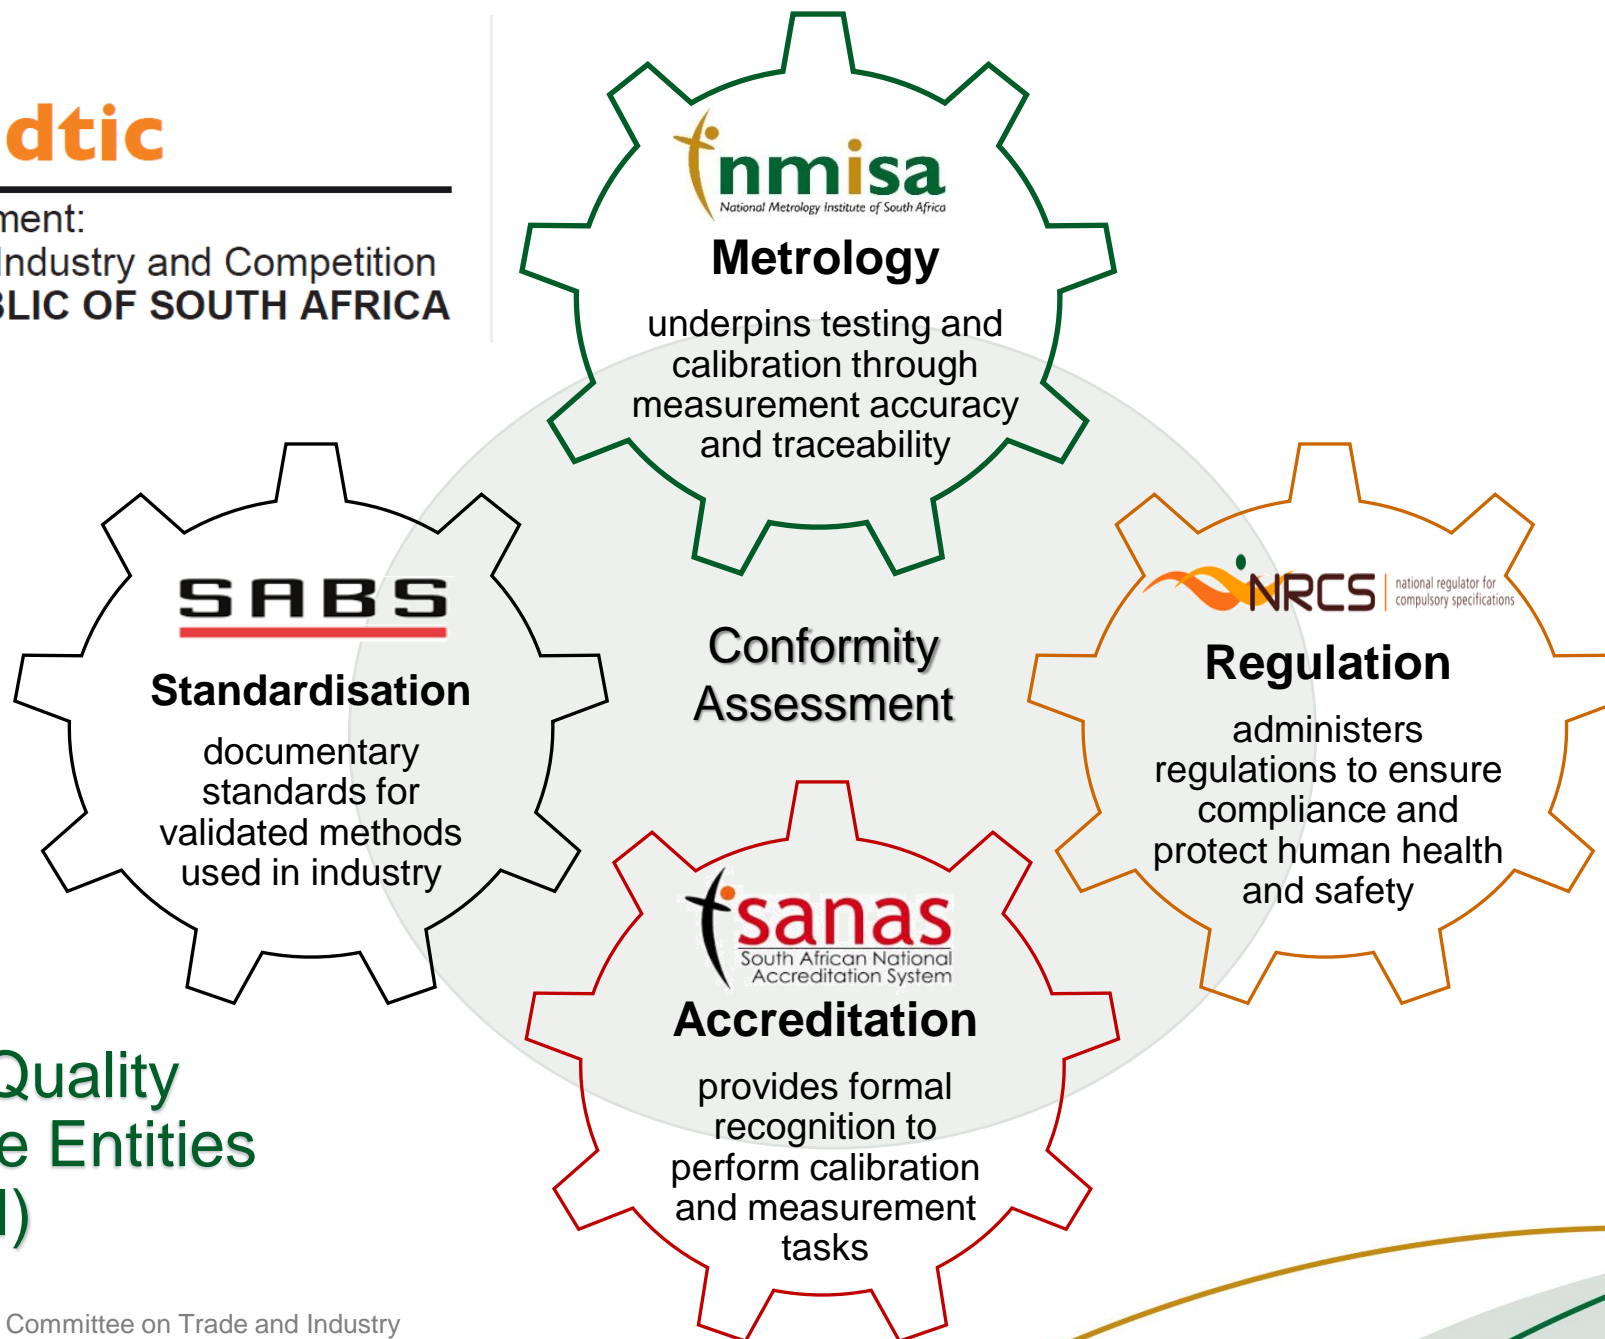 dtic
ment:
Industry and Competition
BLIC OF SOUTH AFRICA
nmisa
National Metrology Institute of South Africa
Metrology
underpins testing and
calibration through
measurement accuracy
and traceability
SABS
Standardisation
documentary
standards for
validated methods
used in industry
Conformity
Assessment
NRCS
national regulator for
compulsory specifications
Regulation
administers
regulations to ensure
compliance and
protect human health
and safety
sanas
South African National
Accreditation System
Accreditation
provides formal
recognition to
perform calibration
and measurement
tasks
Quality
e Entities
)
Committee on Trade and Industry